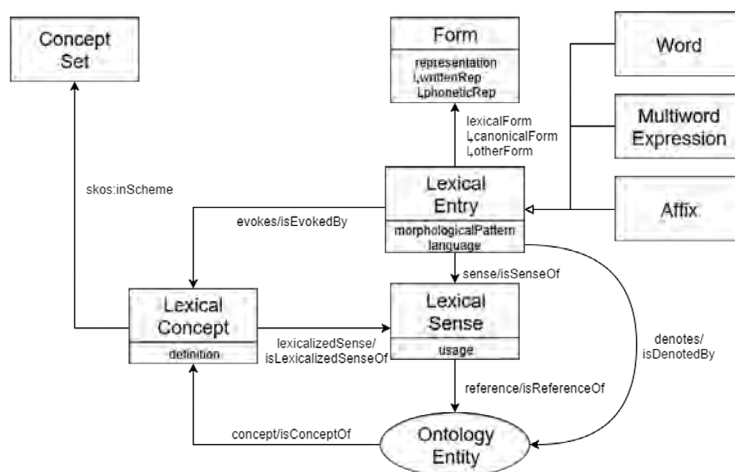 Concept
Set
Form
representation
↳writtenRep
↳phoneticRep
Word
Multiword
Expression
Affix
lexicalForm
↳canonicalForm
↳otherForm
skos:inScheme
Lexical
Entry
morphologicalPattern
language
evokes/isEvokedBy
sense/isSenseOf
Lexical
Concept
definition
lexicalizedSense/
isLexicalizedSenseOf
Lexical
Sense
usage
denotes/
isDenotedBy
reference/isReferenceOf
concept/isConceptOf
Ontology
Entity